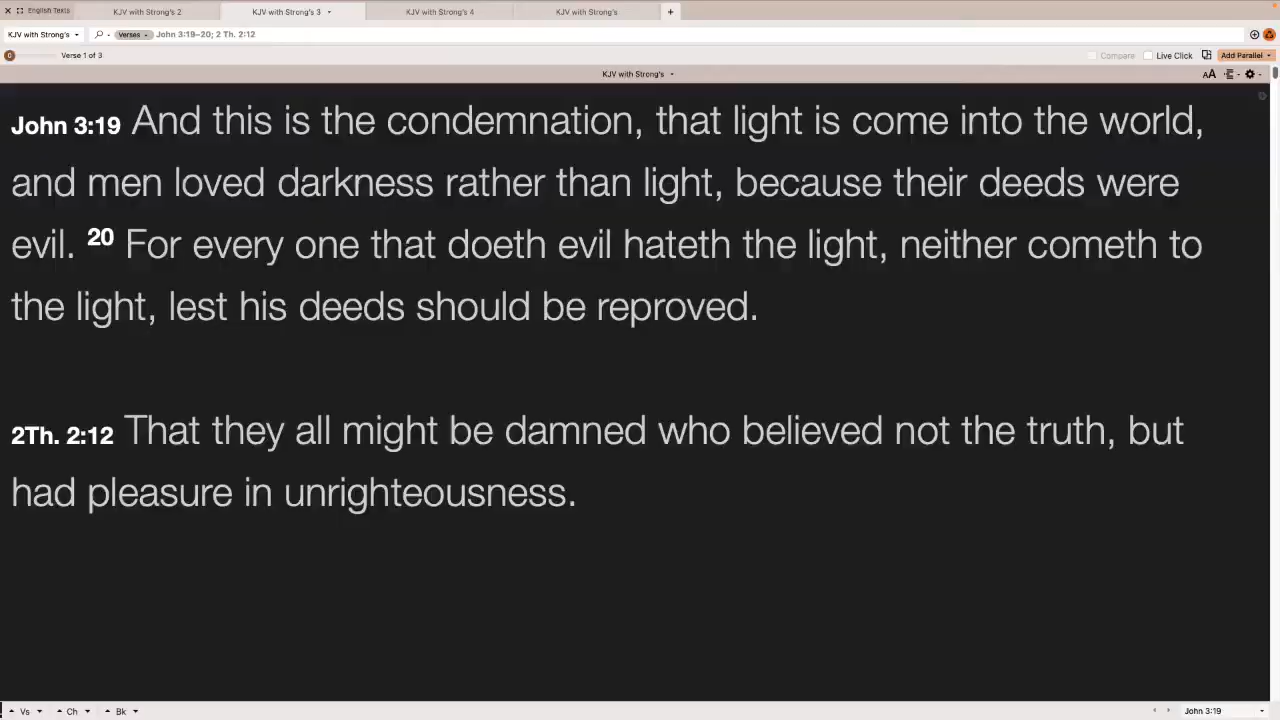 English Texts
KJV with Strong's 2
KJV with Strong's 3
KJV with Strong's 4
KJV with Strong's
+
KJV with Strong's
Verses
John 3:19–20; 2 Th. 2:12
0
Verse 1 of 3
Compare
Live Click
Add Parallel
KJV with Strong's
AA
John 3:19 And this is the condemnation, that light is come into the world,
and men loved darkness rather than light, because their deeds were
evil. 20 For every one that doeth evil hateth the light, neither cometh to
the light, lest his deeds should be reproved.
2Th. 2:12 That they all might be damned who believed not the truth, but
had pleasure in unrighteousness.
Vs
Ch
Bk
John 3:19